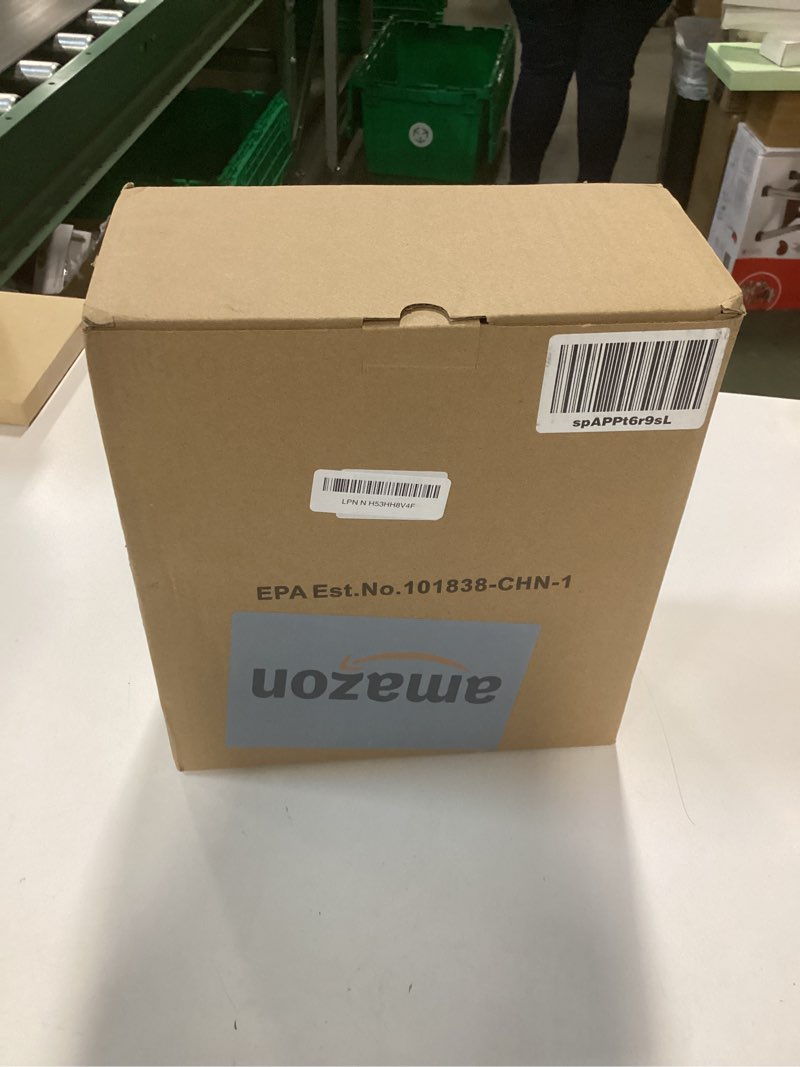 spAPPt6r9sL
LPN N H53HH8V4F
EPA Est.No.101838-CHN-1
amazon